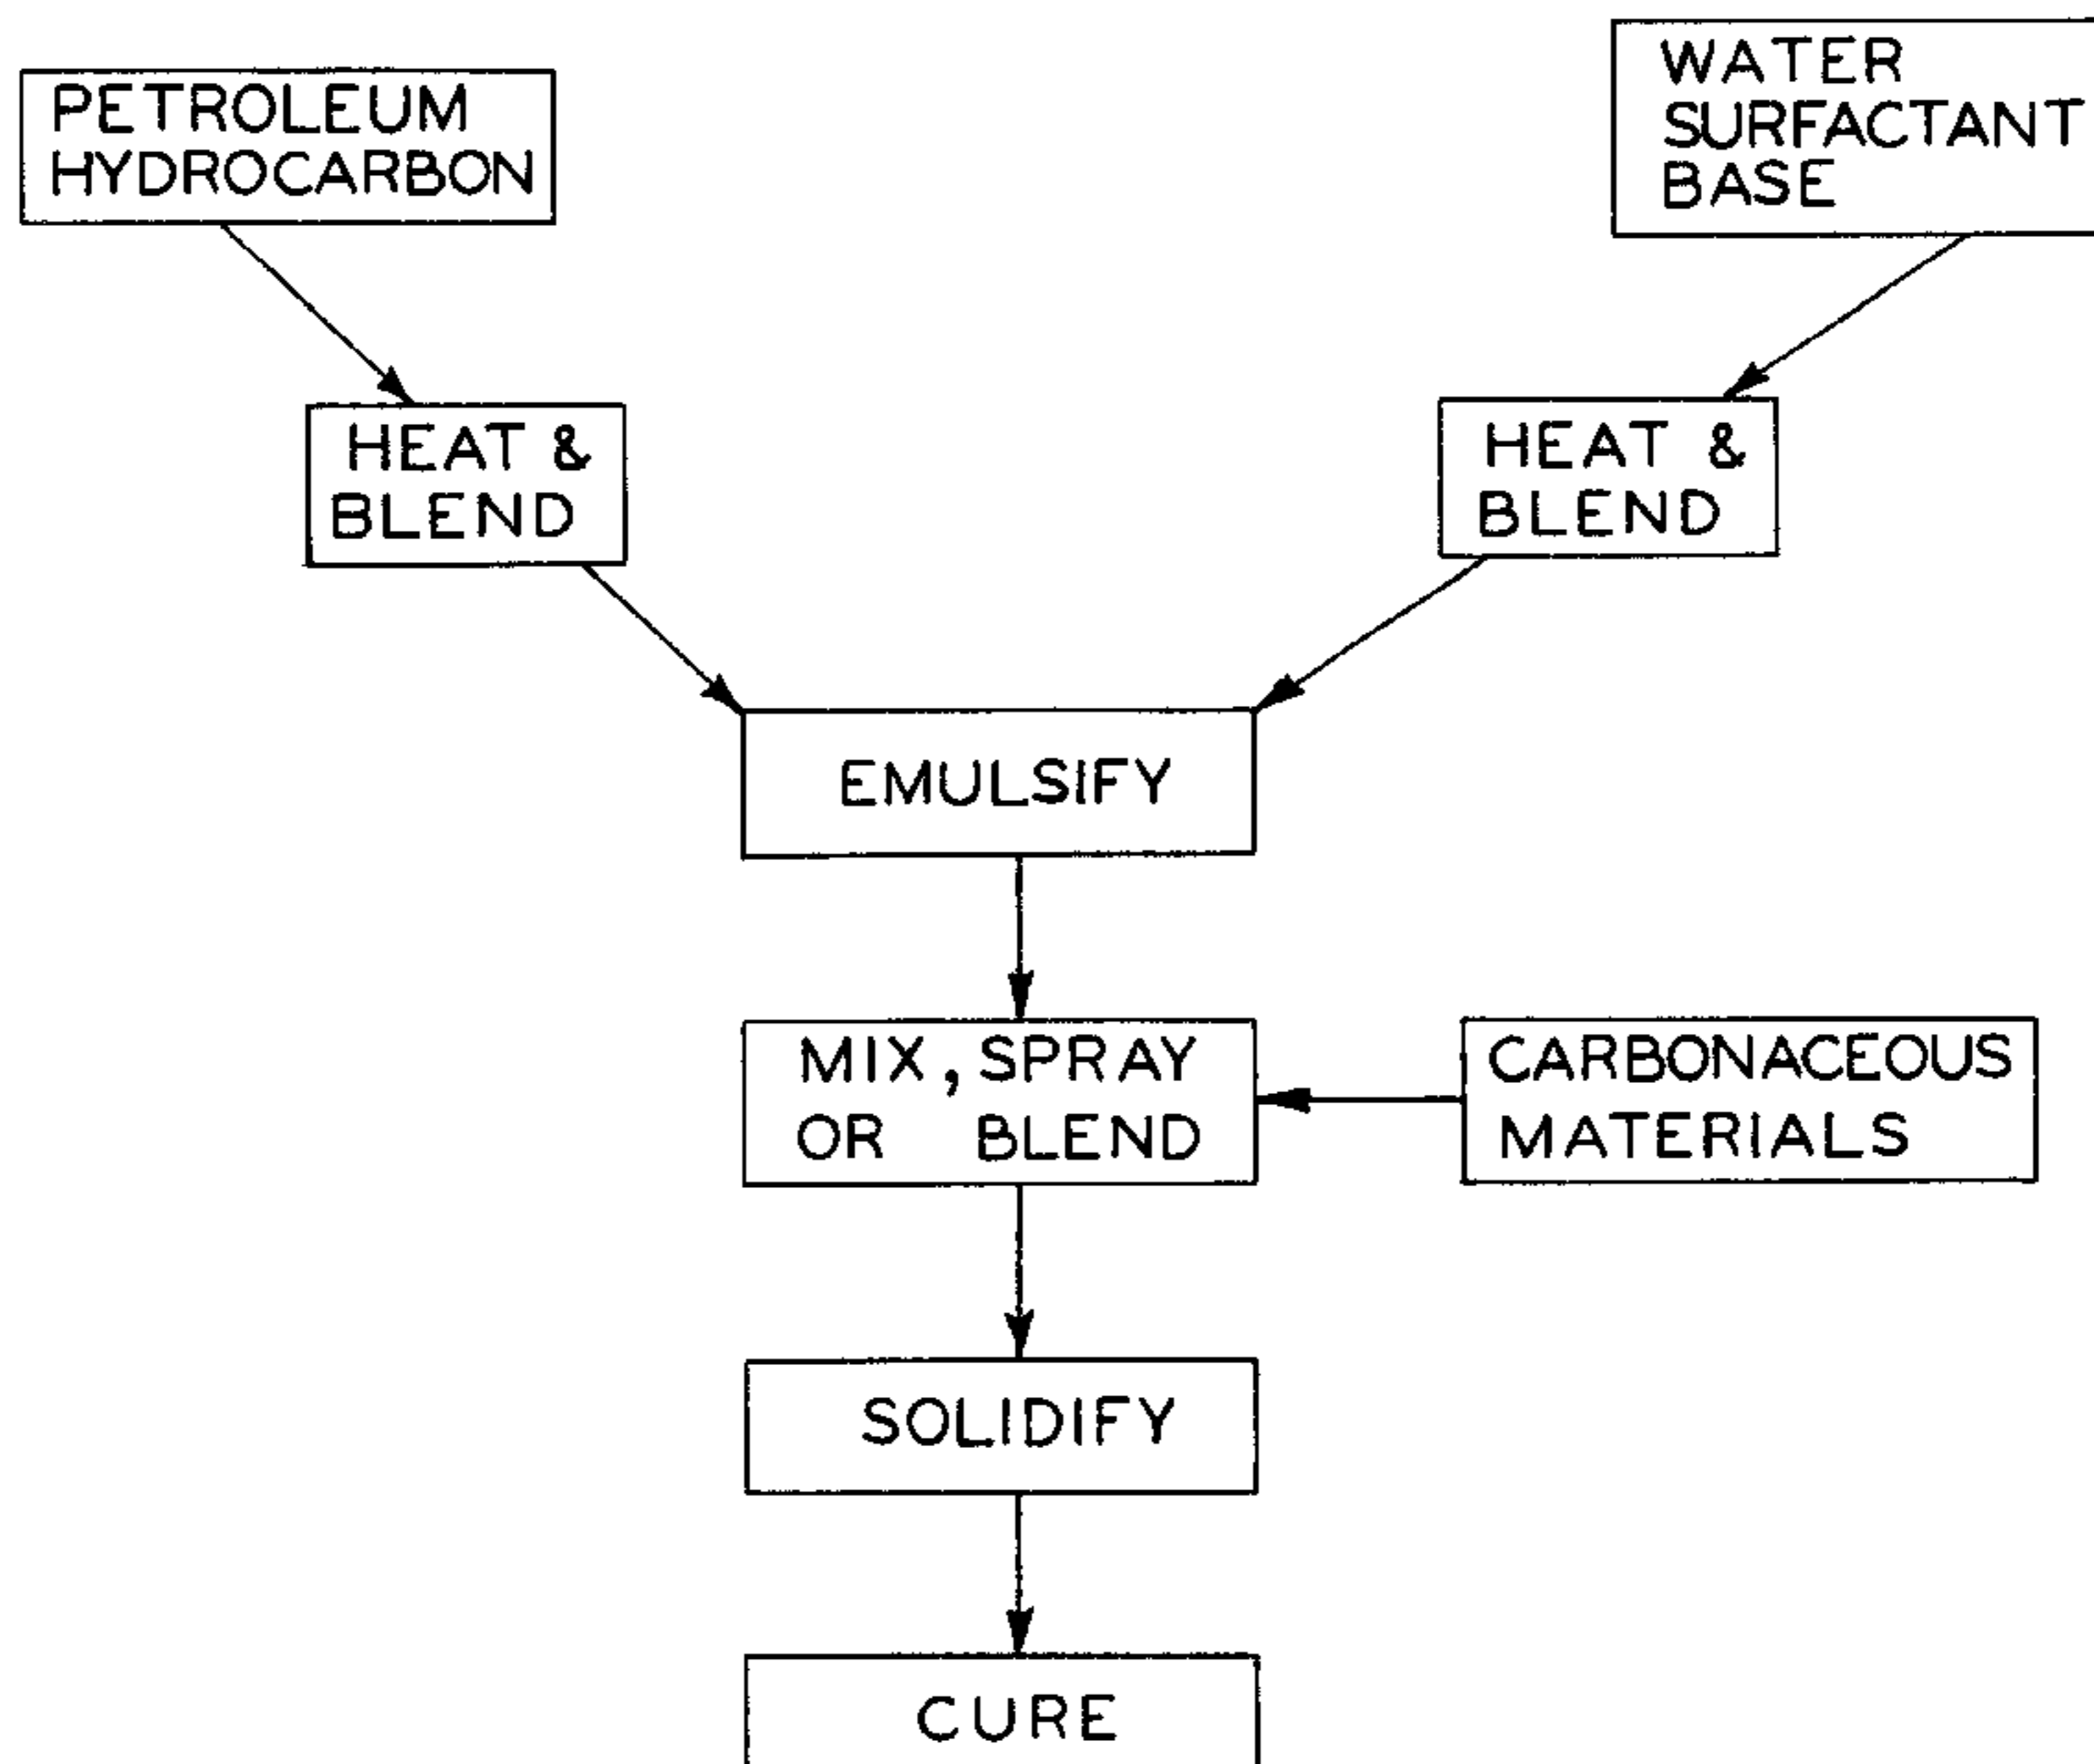 PETROLEUM
HYDROCARBON
WATER
SURFACTANT
BASE
HEAT &
BLEND
HEAT &
BLEND
EMULSIFY
MIX, SPRAY
OR BLEND
CARBONACEOUS
MATERIALS
SOLIDIFY
CURE